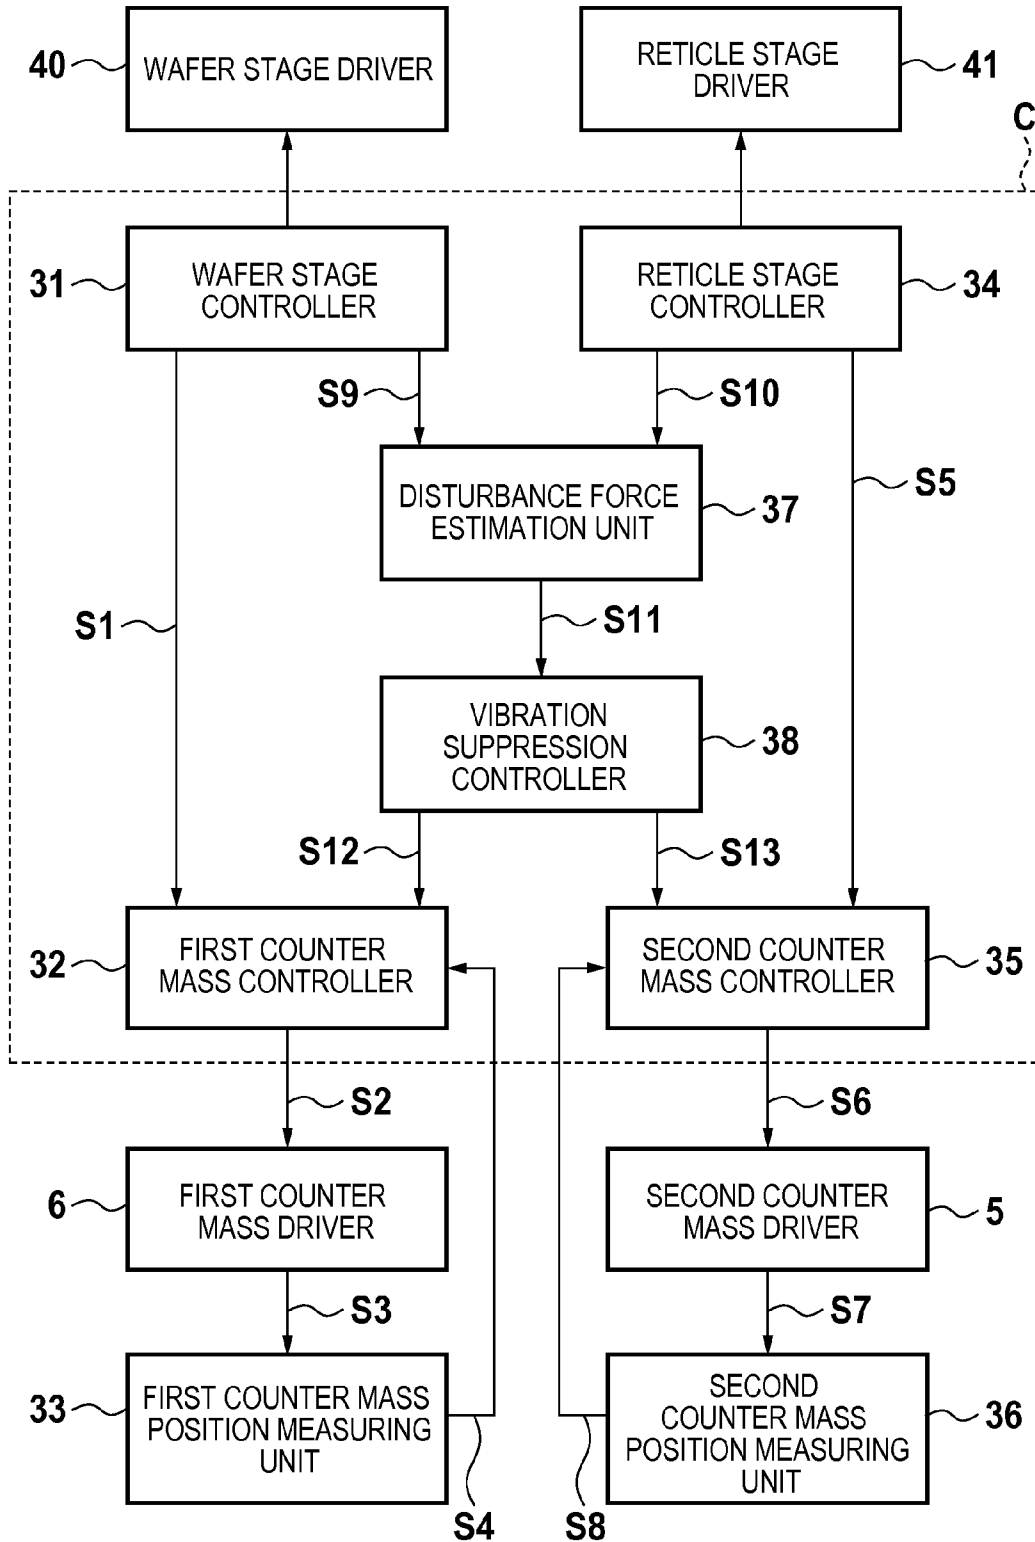 40
WAFER STAGE DRIVER
RETICLE STAGE
DRIVER
41
C
31
WAFER STAGE
CONTROLLER
RETICLE STAGE
CONTROLLER
34
S9
S10
S5
DISTURBANCE FORCE
ESTIMATION UNIT
37
S1
S11
VIBRATION
SUPPRESSION
CONTROLLER
38
S12
S13
32
FIRST COUNTER
MASS CONTROLLER
SECOND COUNTER
MASS CONTROLLER
35
S2
S6
6
FIRST COUNTER
MASS DRIVER
SECOND COUNTER
MASS DRIVER
5
S3
S7
33
FIRST COUNTER MASS
POSITION MEASURING
UNIT
SECOND
COUNTER MASS
POSITION MEASURING
UNIT
36
S4
S8